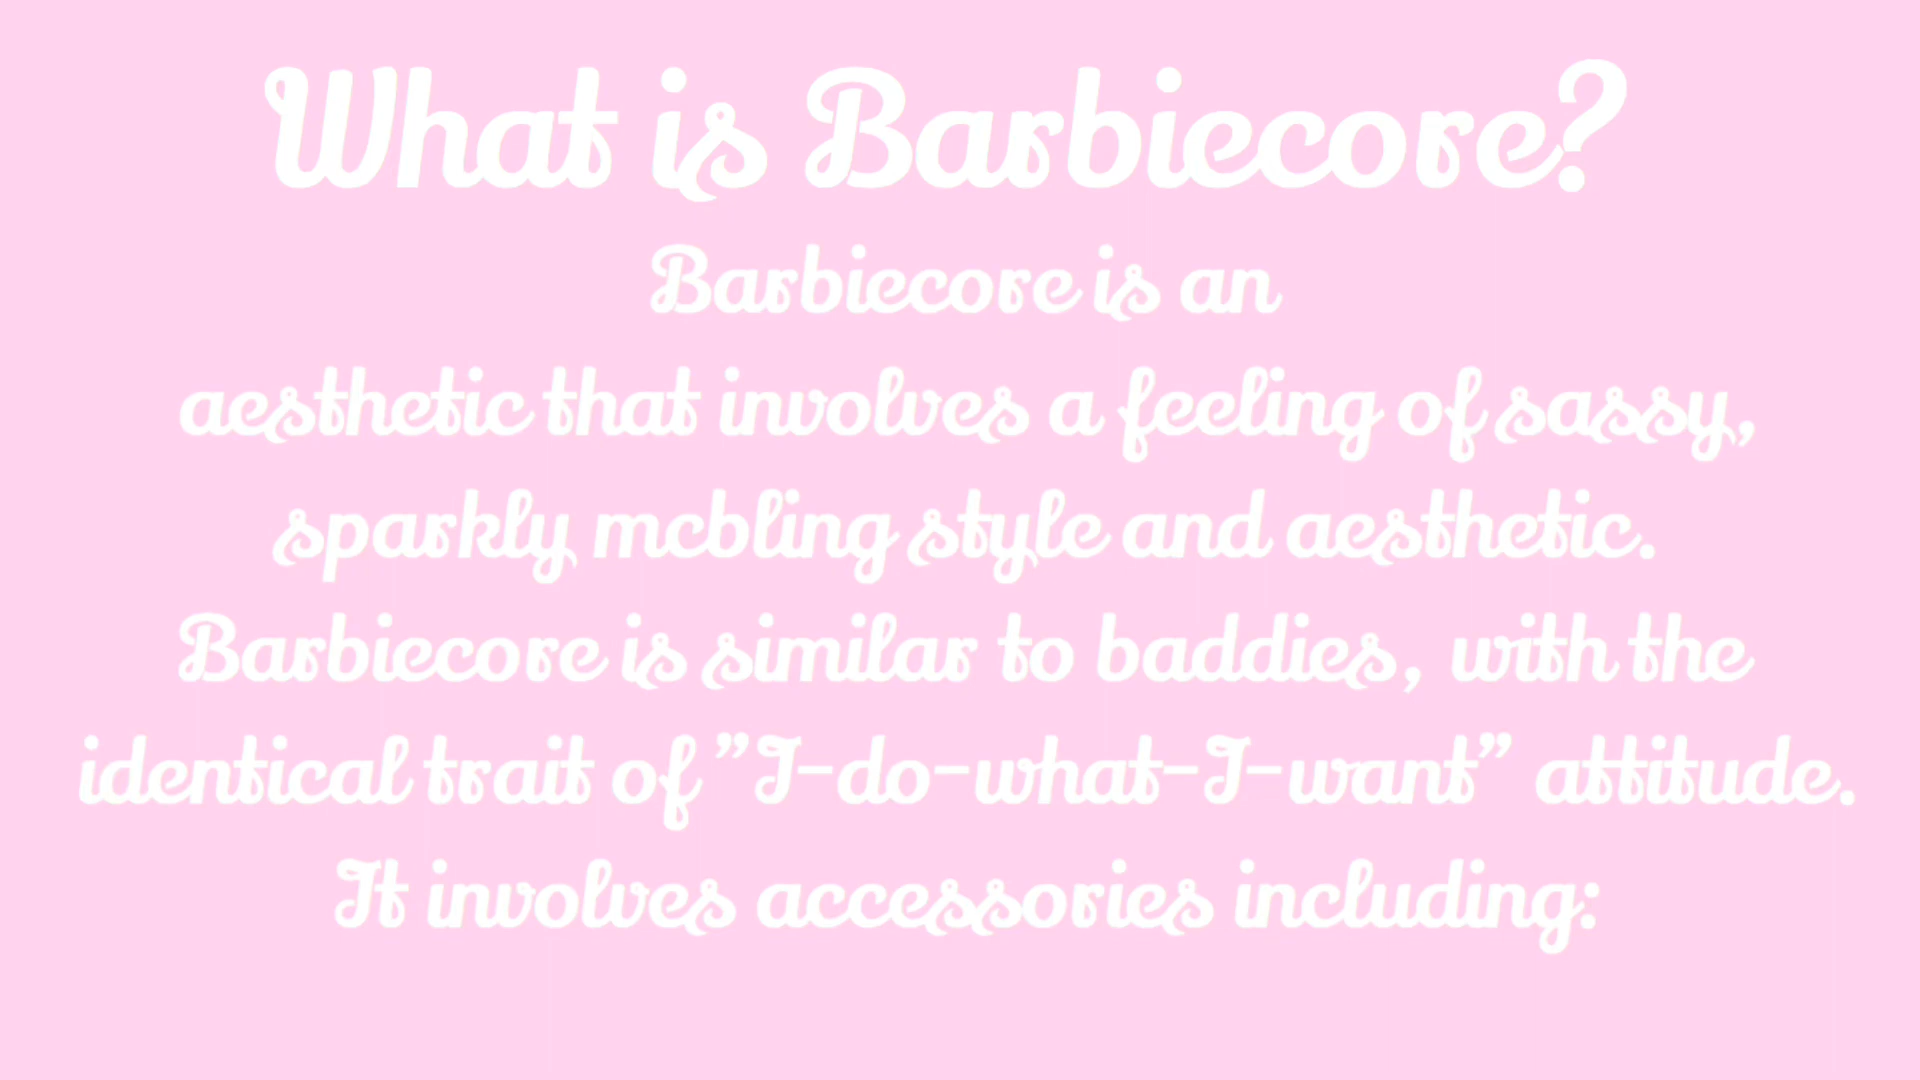 What is Barbiecore?
Barbiecore is an
aesthetic that involves a feeling of sassy,
sparkly mcbling style and aesthetic.
Barbiecore is similar to baddies, with the
identical trait of ”I-do-what-I-want” attitude.
It involves accessories including: